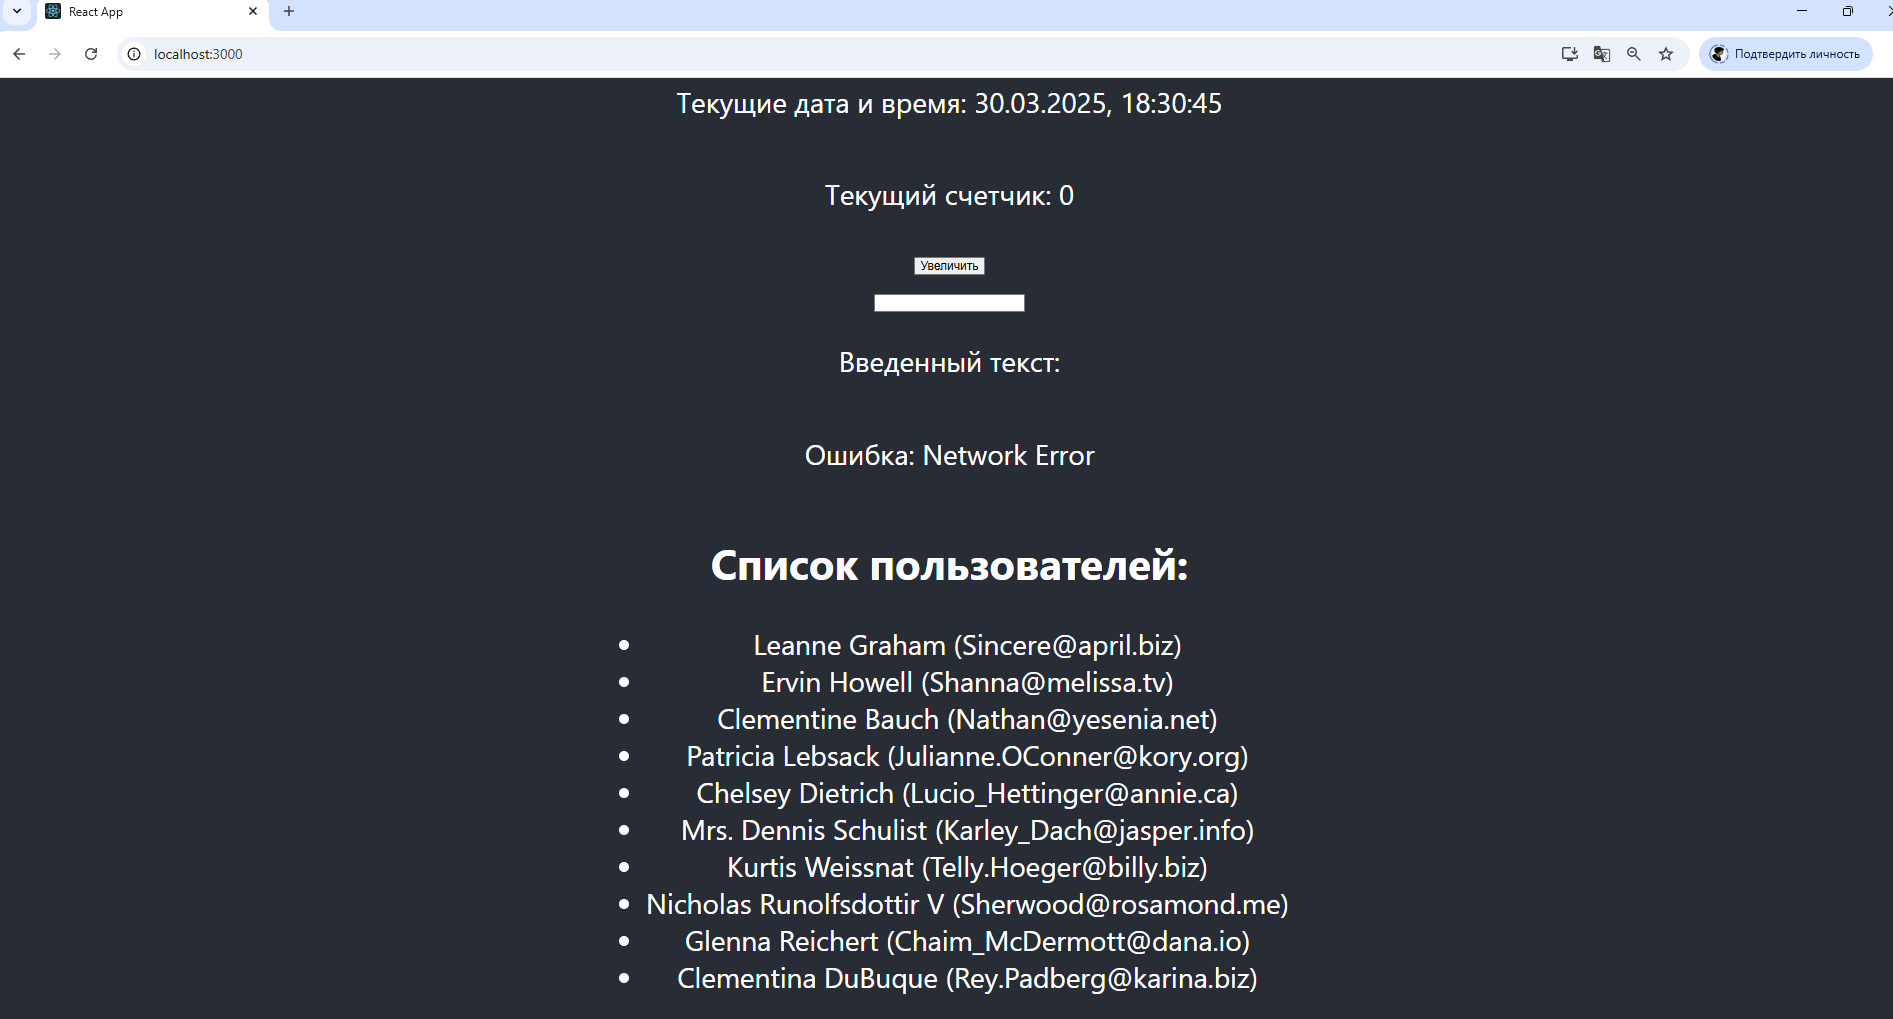 React App
localhost:3000
Подтвердить личность
Текущие дата и время: 30.03.2025, 18:30:45
Текущий счетчик: 0
Увеличить
Введенный текст:
Ошибка: Network Error
Список пользователей:
Leanne Graham (Sincere@april.biz)
Ervin Howell (Shanna@melissa.tv)
Clementine Bauch (Nathan@yesenia.net)
Patricia Lebsack (Julianne.OConner@kory.org)
Chelsey Dietrich (Lucio_Hettinger@annie.ca)
Mrs. Dennis Schulist (Karley_Dach@jasper.info)
Kurtis Weissnat (Telly.Hoeger@billy.biz)
Nicholas Runolfsdottir V (Sherwood@rosamond.me)
Glenna Reichert (Chaim_McDermott@dana.io)
Clementina DuBuque (Rey.Padberg@karina.biz)